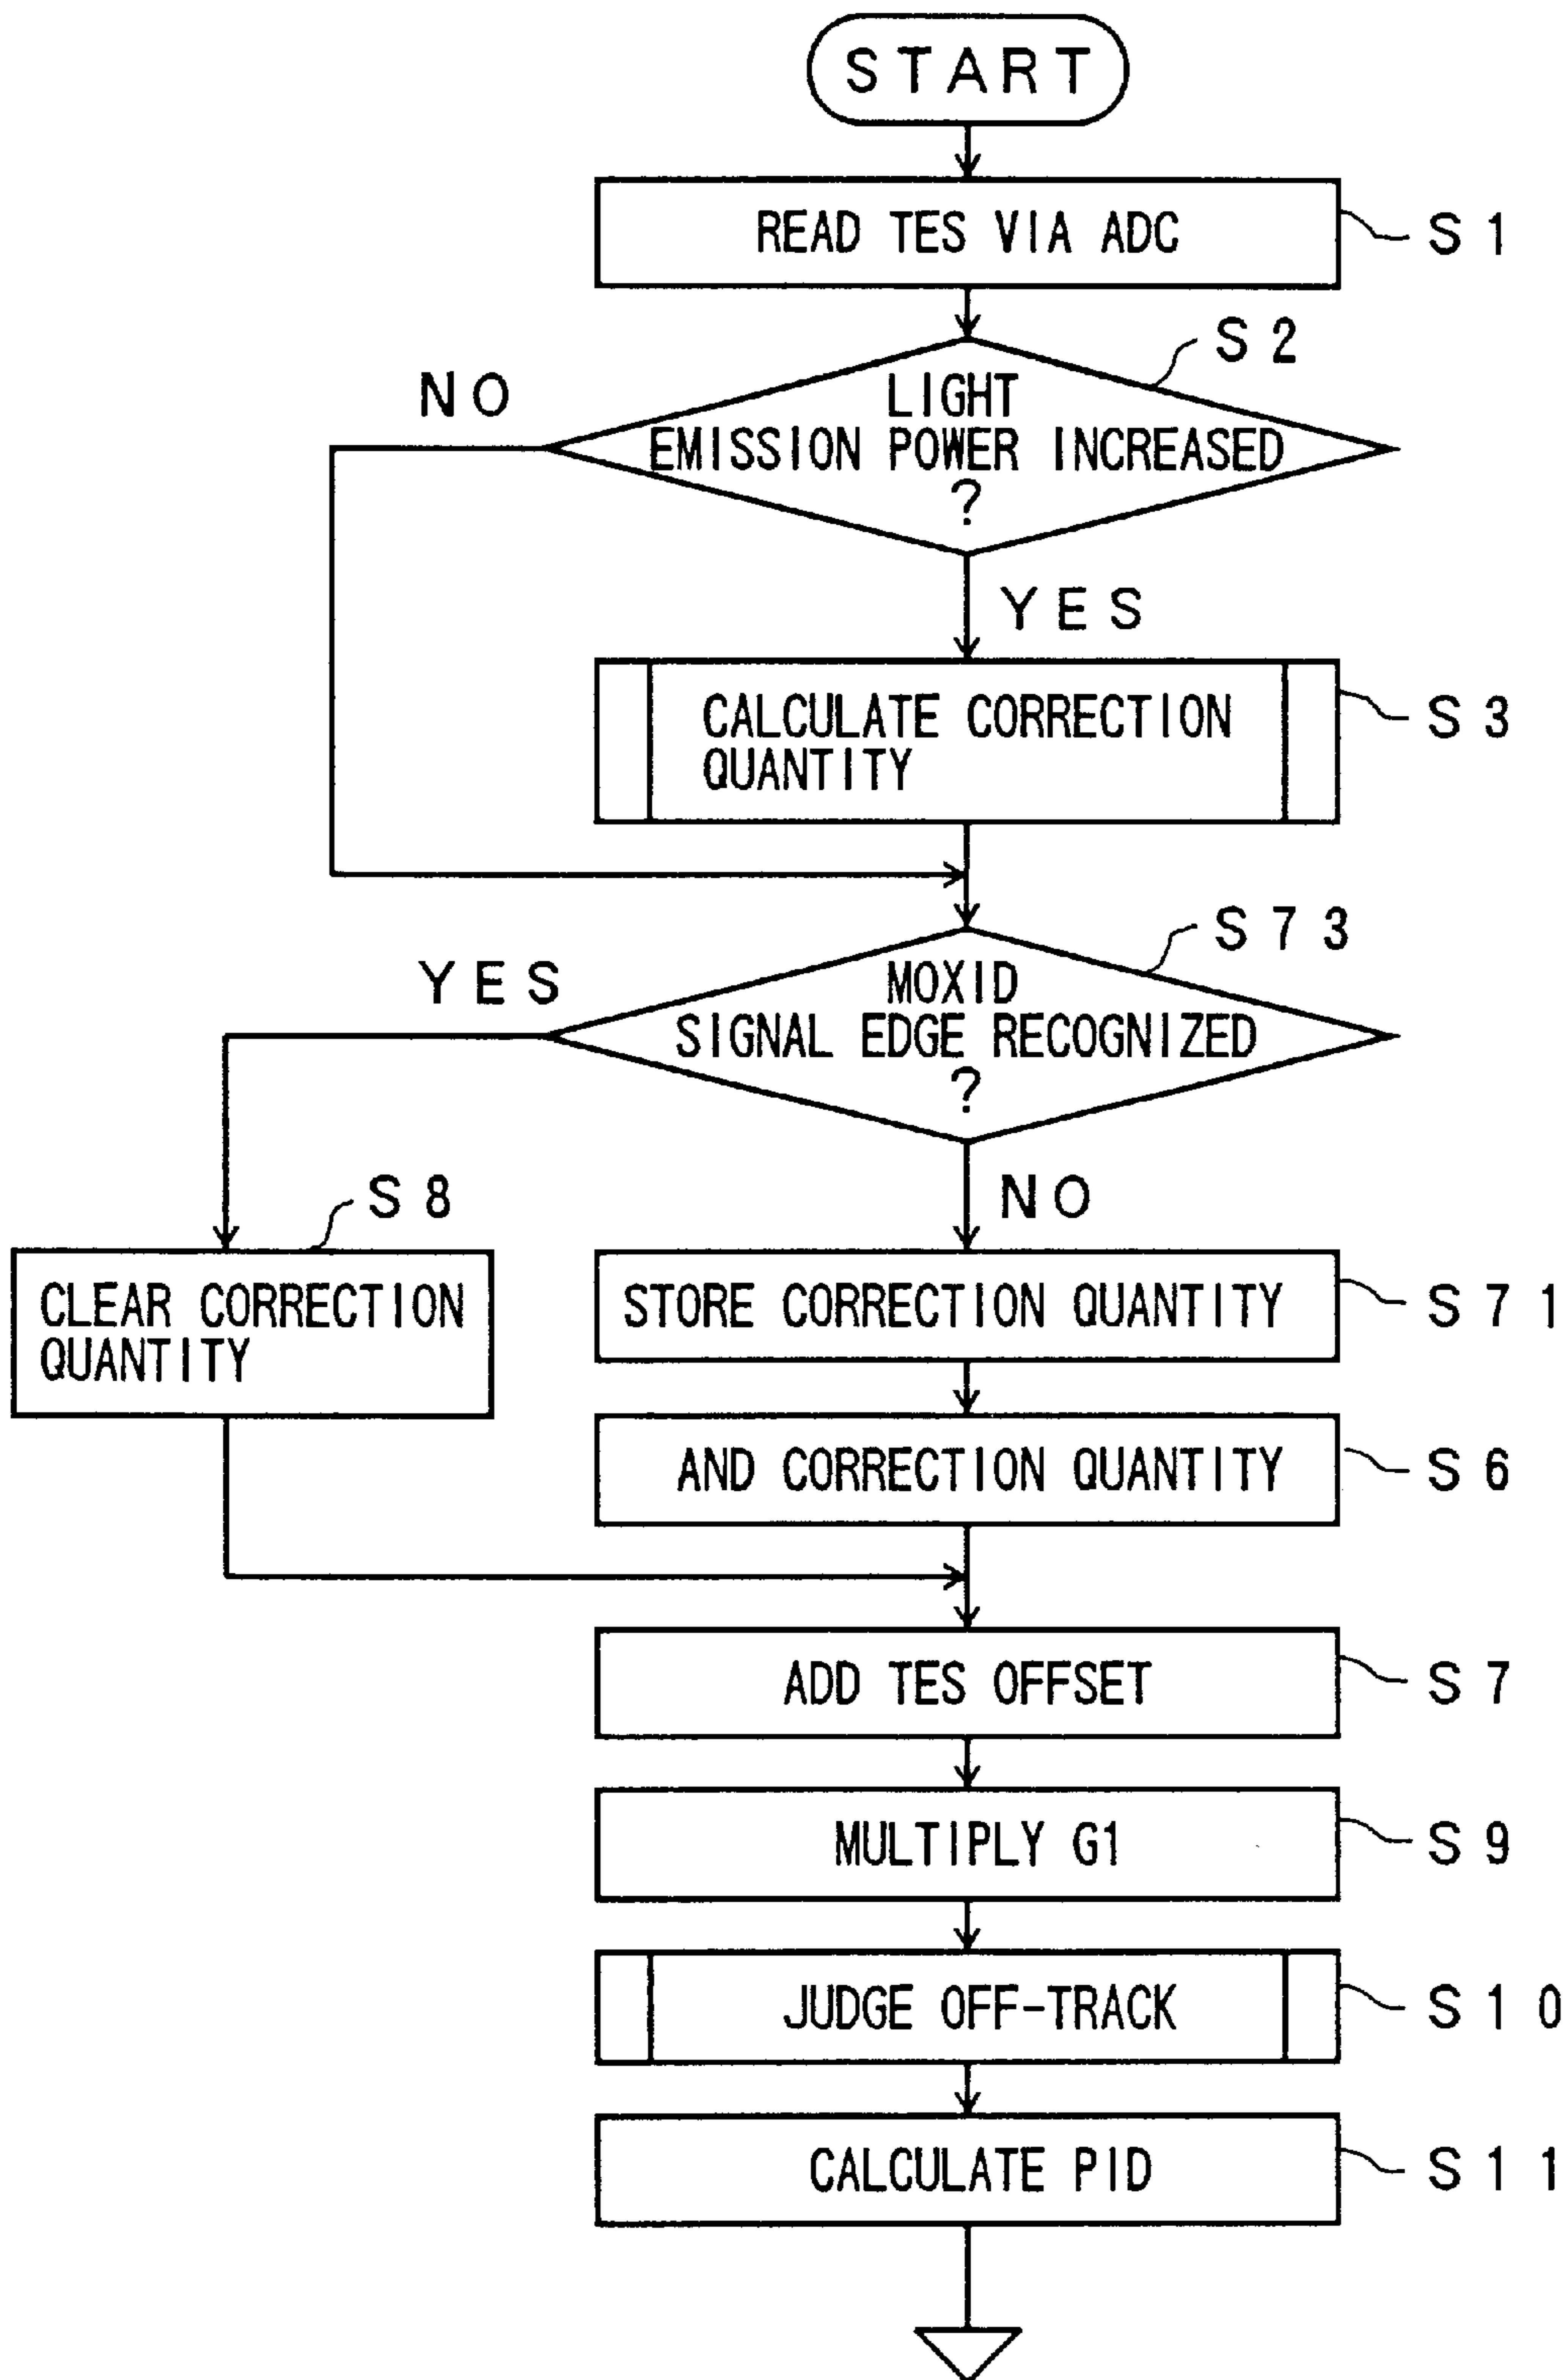 START
READ TES VIA ADC
S1
S2
NO
LIGHT
EMISSION POWER INCREASED
?
YES
CALCULATE CORRECTION
QUANTITY
S3
S73
YES
MOXID
SIGNAL EDGE RECOGNIZED
?
NO
S8
CLEAR CORRECTION
QUANTITY
STORE CORRECTION QUANTITY
S71
AND CORRECTION QUANTITY
S6
ADD TES OFFSET
S7
MULTIPLY G1
S9
JUDGE OFF-TRACK
S10
CALCULATE PID
S11